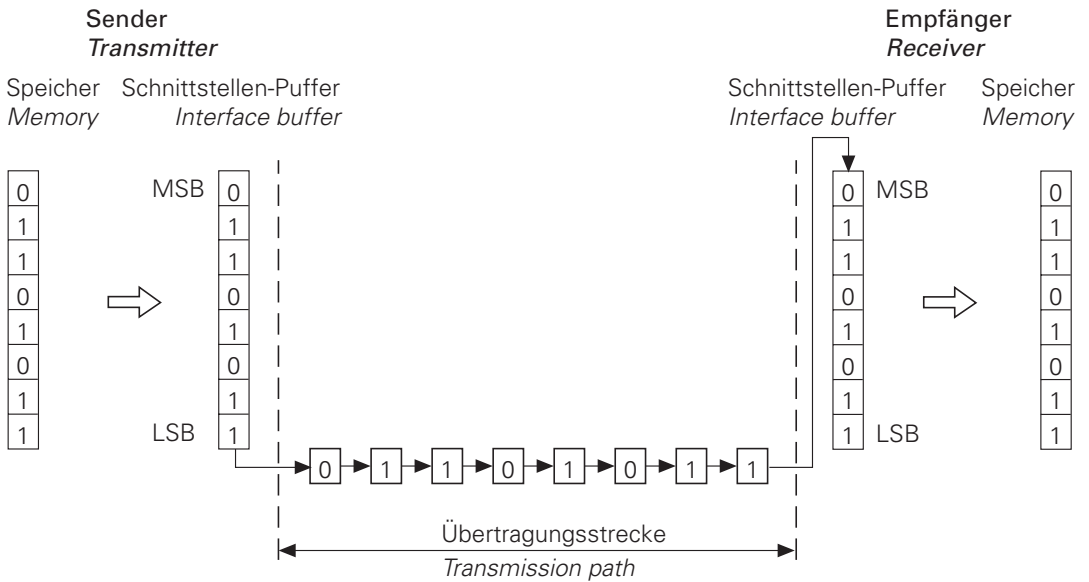 Sender Empfänger
Transmitter Receiver
Speicher Schnittstellen-Puffer Schnittstellen-Puffer Speicher
Memory Interface buffer Interface buffer Memory
0 MSB 0 0 MSB 0
1 1 1 1
1 1 1 1
0 0 0 0
1 1 1 1
0 0 0 0
1 1 1 1
1 LSB 1 1 LSB 1
0 1 1 0 1 0 1 1
Übertragungsstrecke
Transmission path